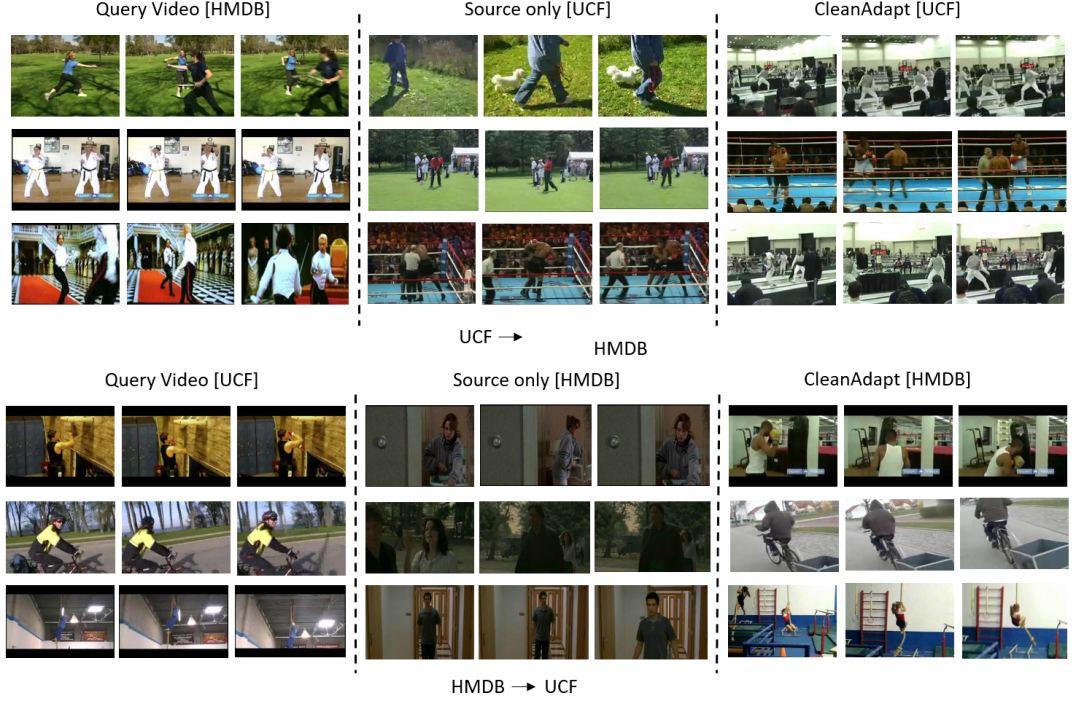 Query Video [HMDB]
Source only [UCF]
CleanAdapt [UCF]
UCF →
HMDB
Query Video [UCF]
Source only [HMDB]
CleanAdapt [HMDB]
HMDB → UCF